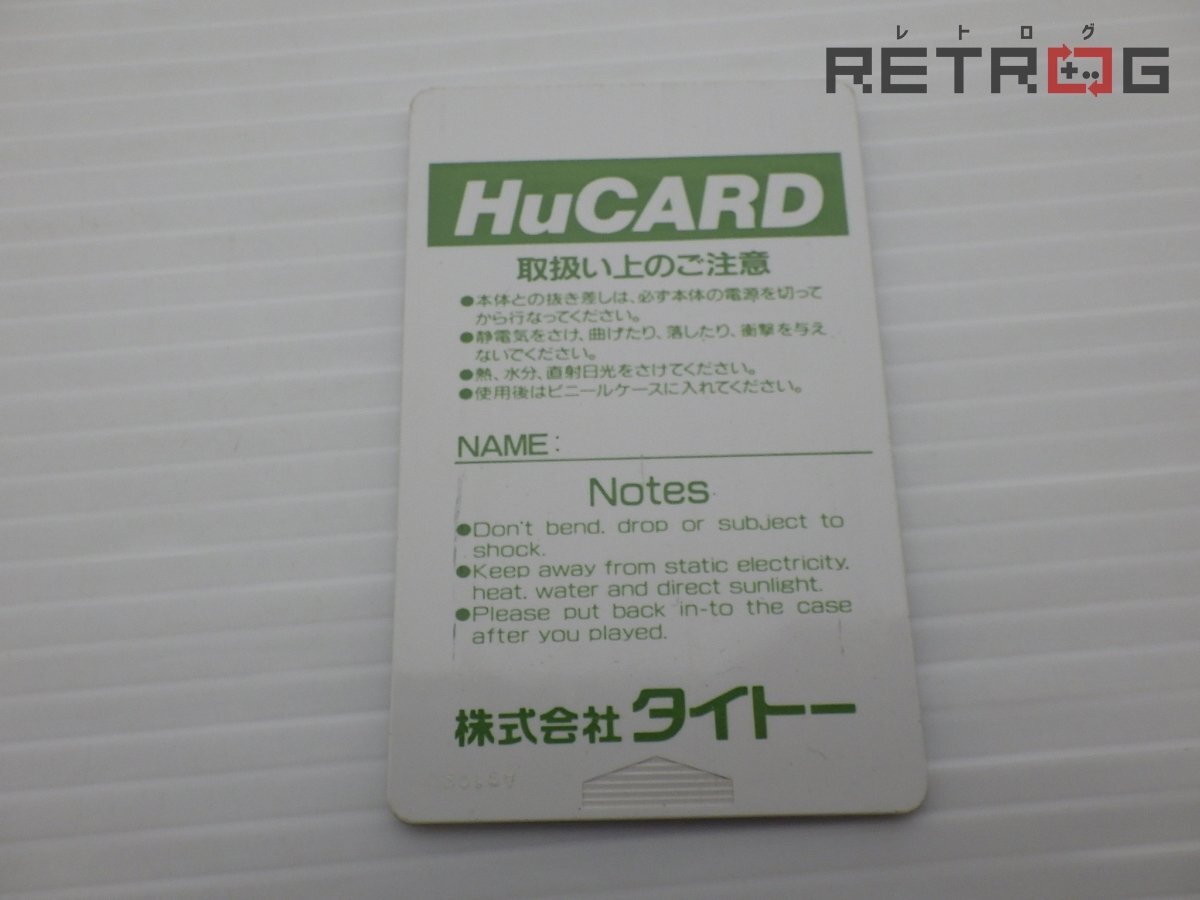 レトログ
RETROG
HuCARD
取扱い上のご注意
●本体との抜き差しは、必ず本体の電源を切って
から行なってください。
●静電気をさけ、曲げたり、落したり、衝撃を与え
ないでください。
●熱、水分、直射日光をさけてください。
●使用後はビニールケースに入れてください。
NAME:
Notes
●Don't bend, drop or subject to
shock.
●Keep away from static electricity,
heat, water and direct sunlight.
●Please put back in-to the case
after you played.
株式会社 タイトー